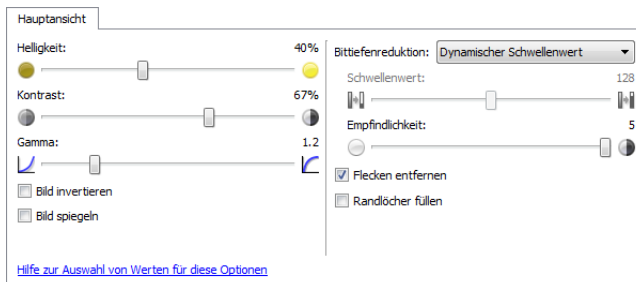 Hauptansicht
Helligkeit: 40%
Kontrast: 67%
Gamma: 1.2
Bild invertieren
Bild spiegeln
Hilfe zur Auswahl von Werten für diese Optionen
Bittiefenreduktion: Dynamischer Schwellenwert
Schwellenwert: 128
Empfindlichkeit: 5
Flecken entfernen
Randlöcher füllen